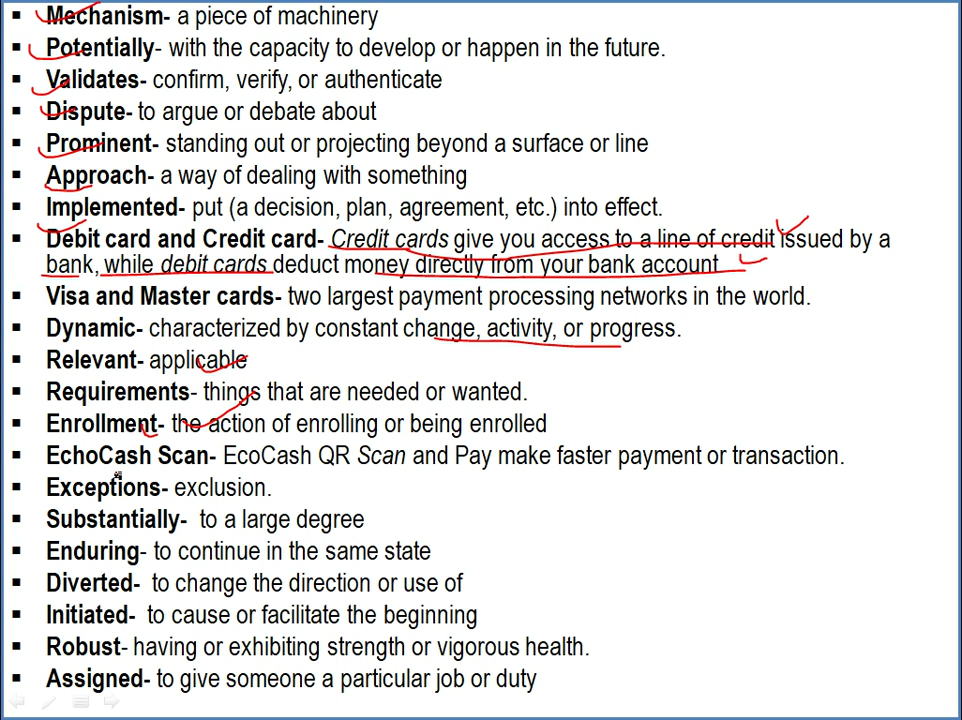 ▪ Mechanism- a piece of machinery
▪ Potentially- with the capacity to develop or happen in the future.
▪ Validates- confirm, verify, or authenticate
▪ Dispute- to argue or debate about
▪ Prominent- standing out or projecting beyond a surface or line
▪ Approach- a way of dealing with something
▪ Implemented- put (a decision, plan, agreement, etc.) into effect.
▪ Debit card and Credit card- Credit cards give you access to a line of credit issued by a
bank, while debit cards deduct money directly from your bank account
▪ Visa and Master cards- two largest payment processing networks in the world.
▪ Dynamic- characterized by constant change, activity, or progress.
▪ Relevant- applicable
▪ Requirements- things that are needed or wanted.
▪ Enrollment- the action of enrolling or being enrolled
▪ EchoCash Scan- EcoCash QR Scan and Pay make faster payment or transaction.
▪ Exceptions- exclusion.
▪ Substantially- to a large degree
▪ Enduring- to continue in the same state
▪ Diverted- to change the direction or use of
▪ Initiated- to cause or facilitate the beginning
▪ Robust- having or exhibiting strength or vigorous health.
▪ Assigned- to give someone a particular job or duty